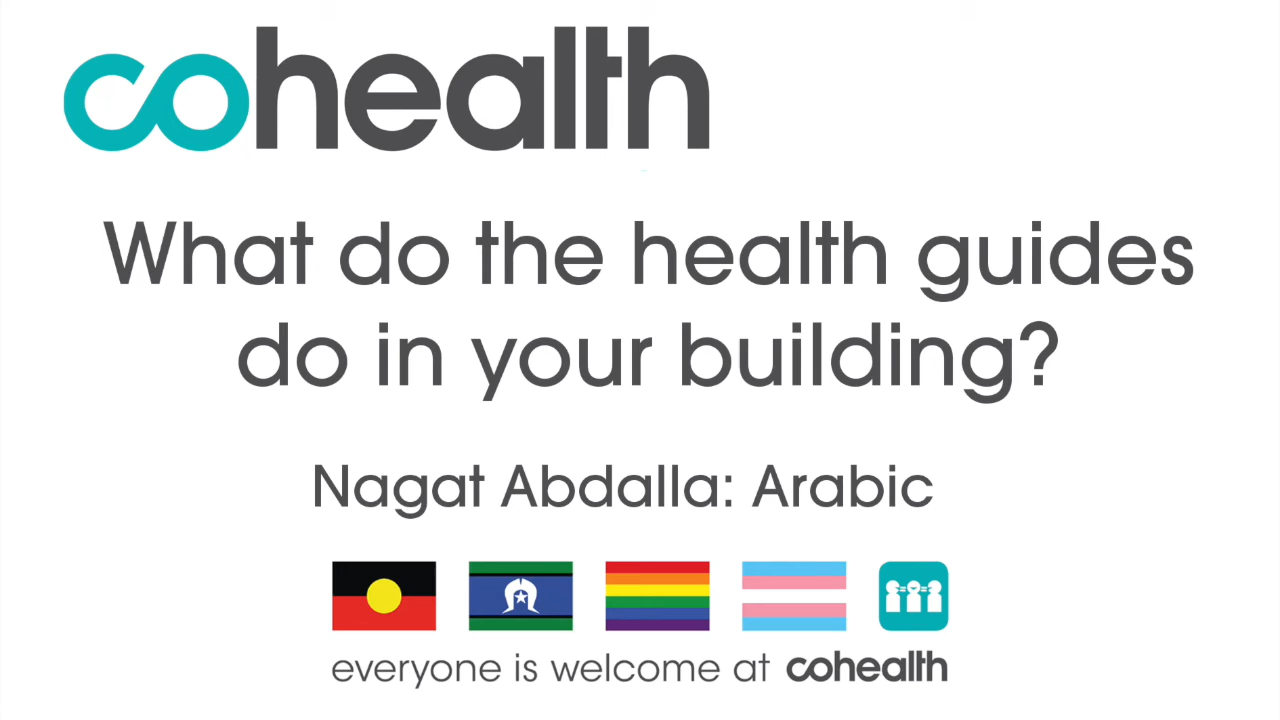 cohealth
What do the health guides
do in your building?
Nagat Abdalla: Arabic
everyone is welcome at cohealth